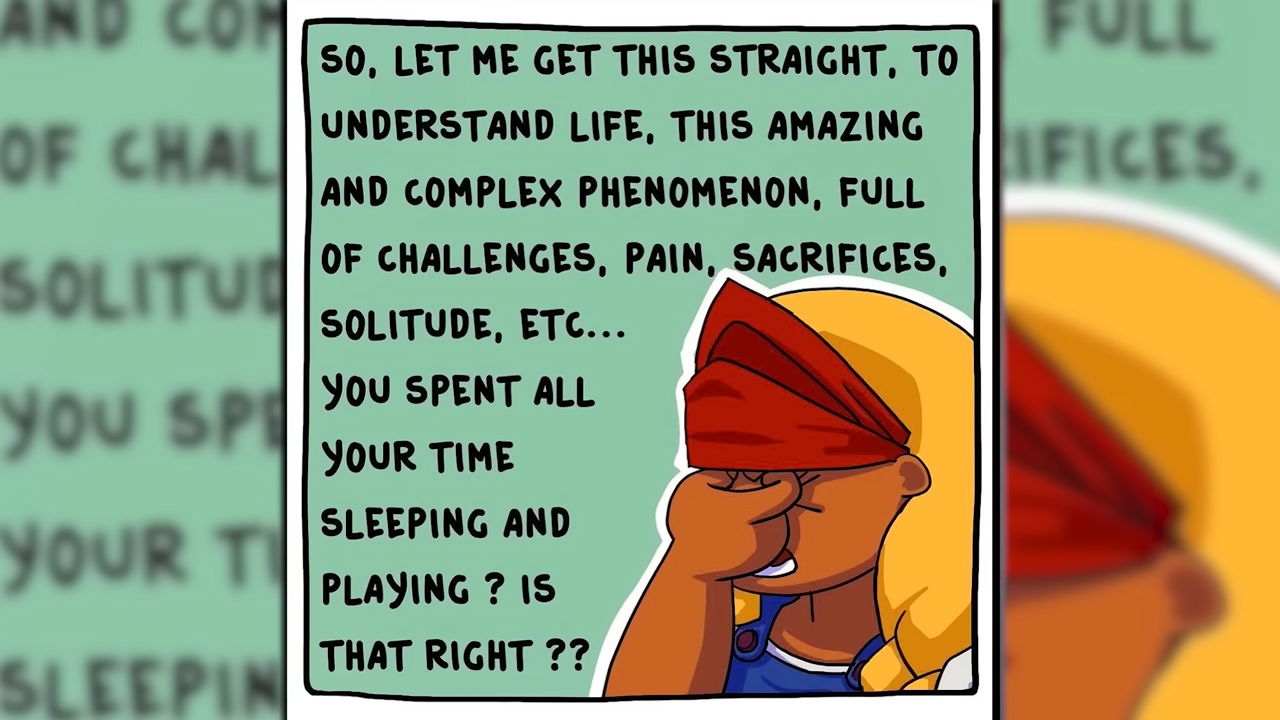 SO, LET ME GET THIS STRAIGHT, TO
UNDERSTAND LIFE, THIS AMAZING
AND COMPLEX PHENOMENON, FULL
OF CHALLENGES, PAIN, SACRIFICES,
SOLITUDE, ETC...
YOU SPENT ALL
YOUR TIME
SLEEPING AND
PLAYING ? IS
THAT RIGHT ??